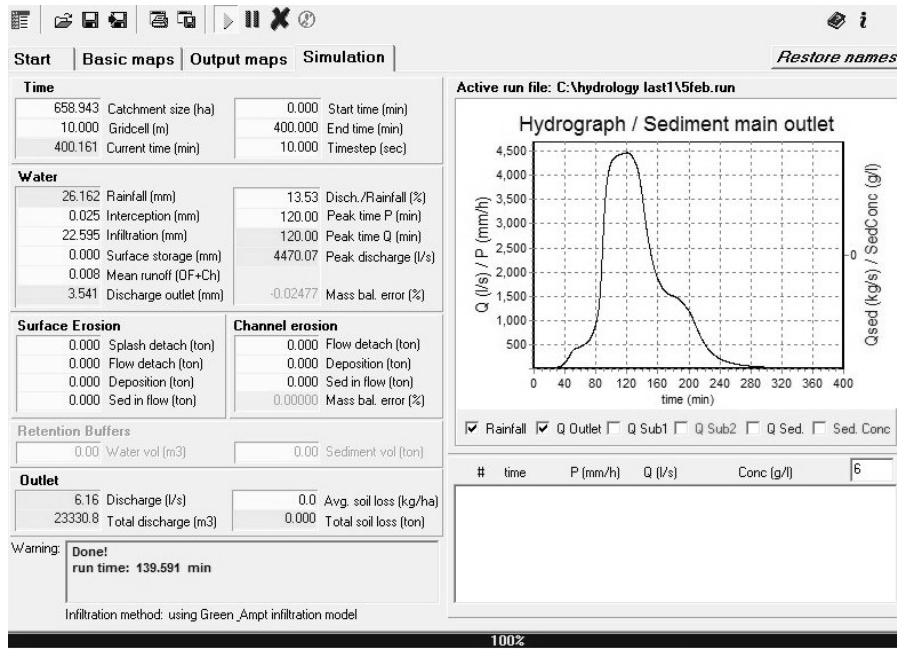 Start Basic maps Output maps Simulation Restore names
Time
658.943 Catchment size (ha) 0.000 Start time (min)
10.000 Gridcell (m) 400.000 End time (min)
400.161 Current time (min) 10.000 Timestep (sec)
Water
26.162 Rainfall (mm) 13.53 Disch./Rainfall (%)
0.025 Interception (mm) 120.00 Peak time P (min)
22.595 Infiltration (mm) 120.00 Peak time Q (min)
0.000 Surface storage (mm) 4470.07 Peak discharge (l/s)
0.008 Mean runoff (OF+Ch)
3.541 Discharge outlet (mm) -0.02477 Mass bal. error (%)
Surface Erosion Channel erosion
0.000 Splash detach (ton) 0.000 Flow detach (ton)
0.000 Flow detach (ton) 0.000 Deposition (ton)
0.000 Deposition (ton) 0.000 Sed in flow (ton)
0.000 Sed in flow (ton) 0.00000 Mass bal. error (%)
Retention Buffers
0.00 Water vol (m3) 0.00 Sediment vol (ton)
Outlet
6.16 Discharge (l/s) 0.0 Avg. soil loss (kg/ha)
23330.8 Total discharge (m3) 0.000 Total soil loss (ton)
Warning: Done!
run time: 139.591 min
Infiltration method: using Green_Ampt infiltration model
Active run file: C:\hydrology last1\5feb.run
Hydrograph / Sediment main outlet
Q (l/s) / P (mm/h)
4,500
4,000
3,500
3,000
2,500
2,000
1,500
1,000
500
0
Qsed (kg/s) / SedConc (g/l)
0 40 80 120 160 200 240 280 320 360 400
time (min)
Rainfall Q Outlet Q Sub1 Q Sub2 Q Sed. Sed. Conc
# time P (mm/h) Q (l/s) Conc (g/l) 6
100%